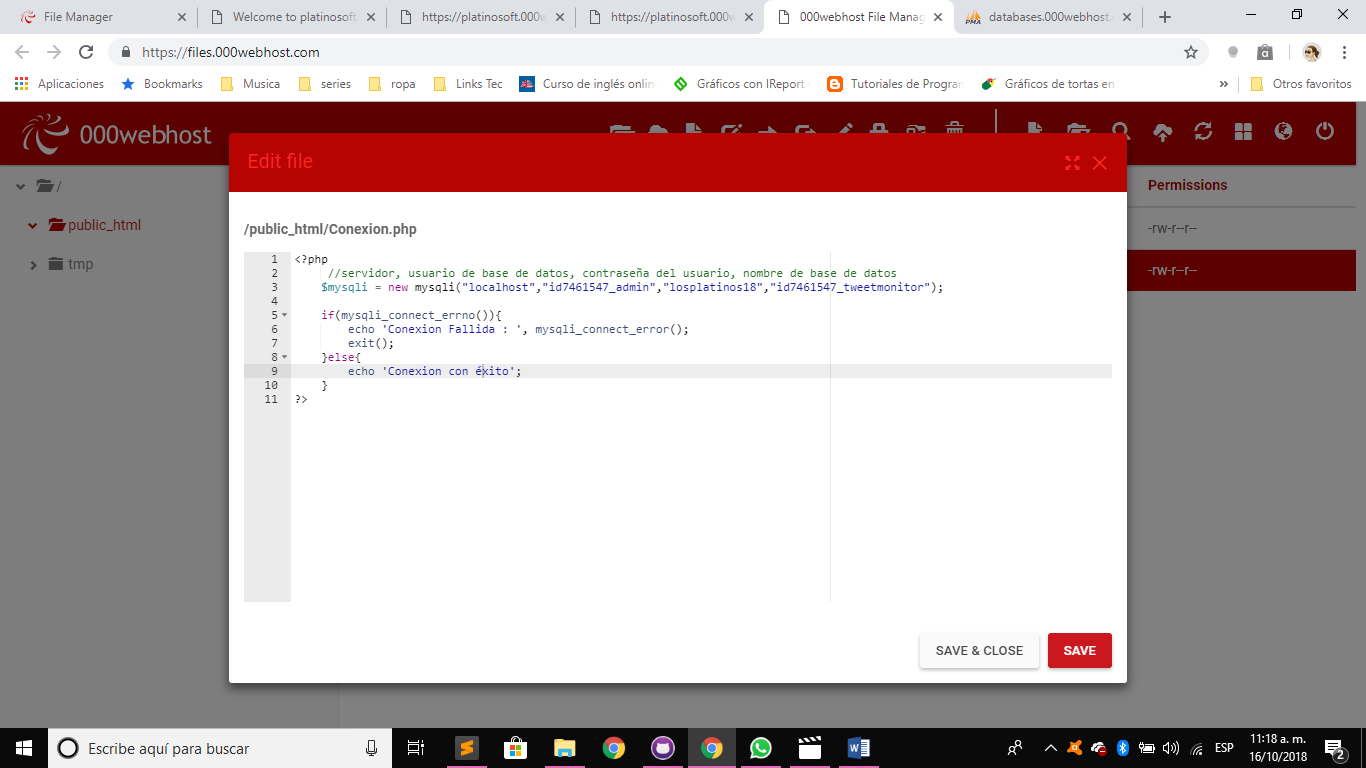 File Manager
Welcome to platinosoft.
https://platinosoft.000w
https://platinosoft.000w
000webhost File Manag
databases.000webhost.
https://files.000webhost.com
Aplicaciones
Bookmarks
Musica
series
ropa
Links Tec
Curso de inglés onlin
Gráficos con IReport
Tutoriales de Program
Gráficos de tortas en
»
Otros favoritos
000webhost
Edit file
/
public_html
tmp
Permissions
-rw-r--r--
-rw-r--r--
/public_html/Conexion.php
1 <?php
2 //servidor, usuario de base de datos, contraseña del usuario, nombre de base de datos
3 $mysqli = new mysqli("localhost","id7461547_admin","losplatinos18","id7461547_tweetmonitor");
4
5 if(mysqli_connect_errno()){
6 echo 'Conexion Fallida : ', mysqli_connect_error();
7 exit();
8 }else{
9 echo 'Conexion con éxito';
10 }
11 ?>
SAVE & CLOSE
SAVE
Escribe aquí para buscar
ESP
11:18 a. m.
16/10/2018
2